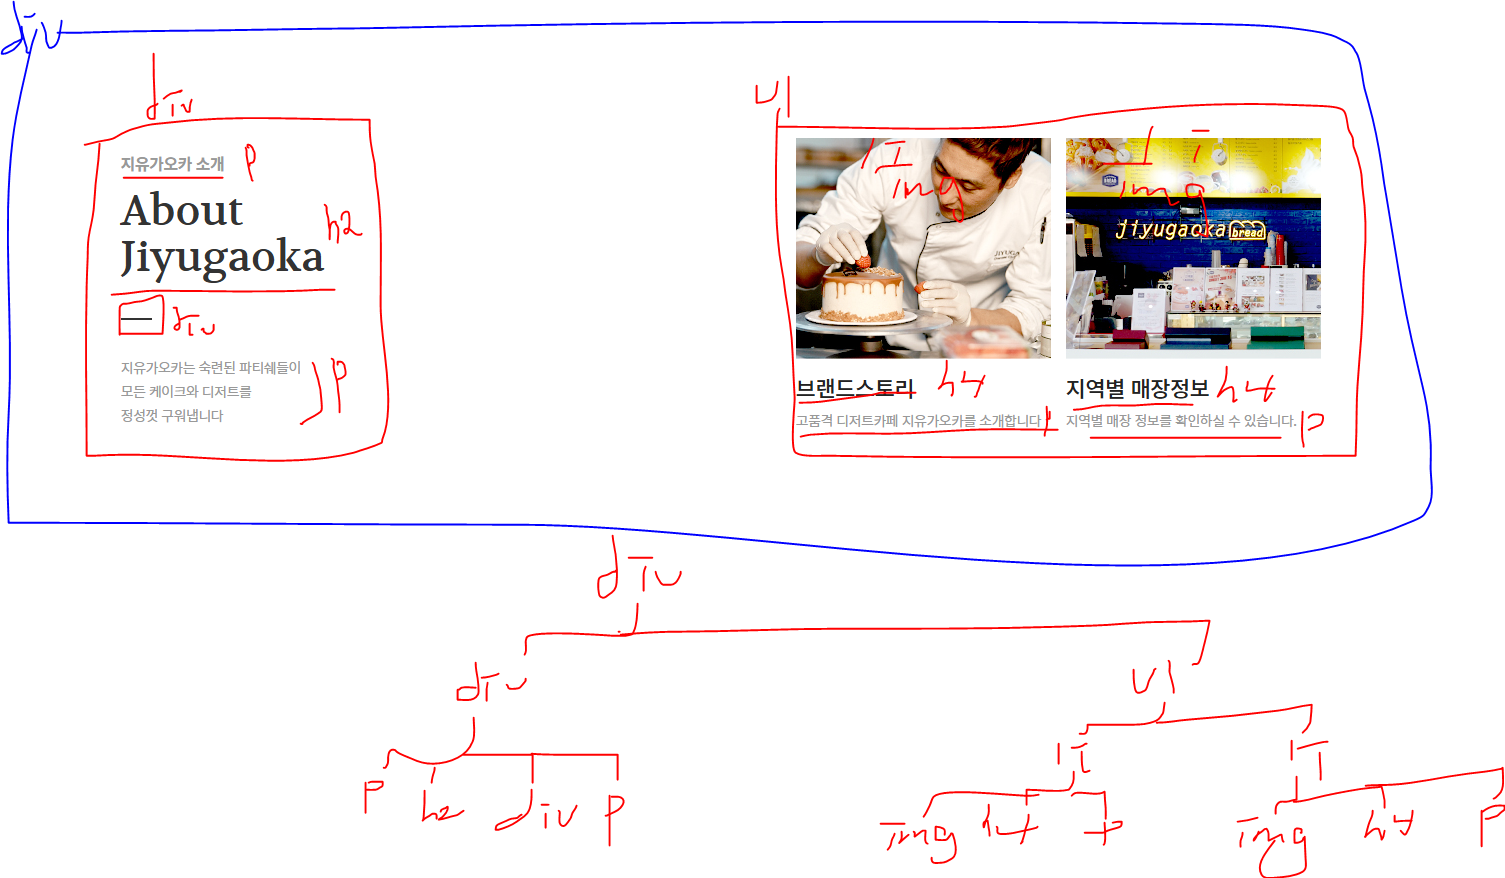 div
div
지유가오카 소개 p
About
Jiyugaoka h2
div
지유가오카는 숙련된 파티쉐들이
모든 케이크와 디저트를
정성껏 구워냅니다
p
ul
li
img
li
img
jiyugaoka bread
브랜드스토리 h4
고품격 디저트카페 지유가오카를 소개합니다 p
지역별 매장정보 h4
지역별 매장 정보를 확인하실 수 있습니다. p
div
div ul
li li
p h2 div p img h4 p img h4 p